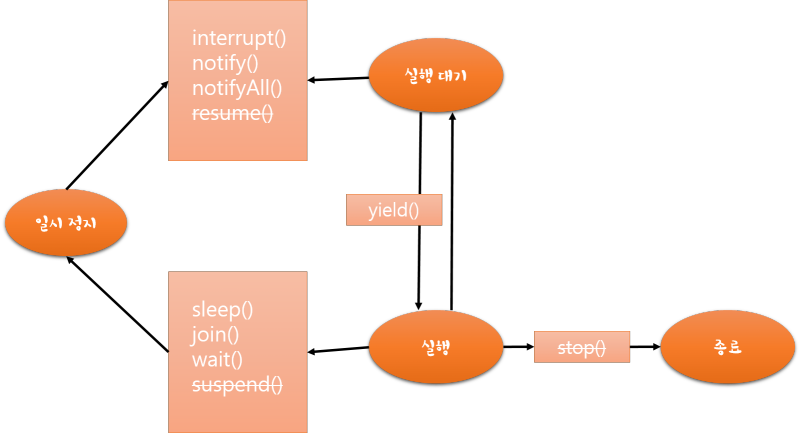 interrupt()
notify()
notifyAll()
resume()
실행 대기
yield()
일시 정지
sleep()
join()
wait()
suspend()
실행
stop()
종료